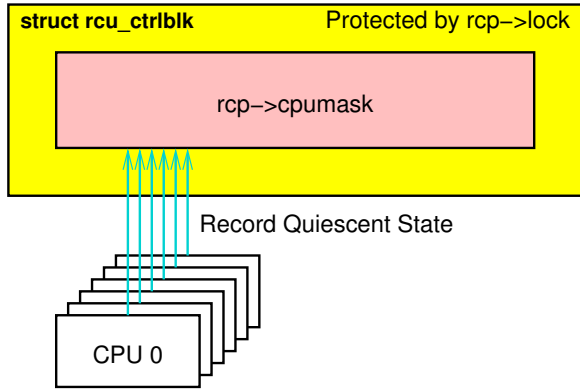 struct rcu_ctrlblk Protected by rcp−>lock
rcp−>cpumask
Record Quiescent State
CPU 0